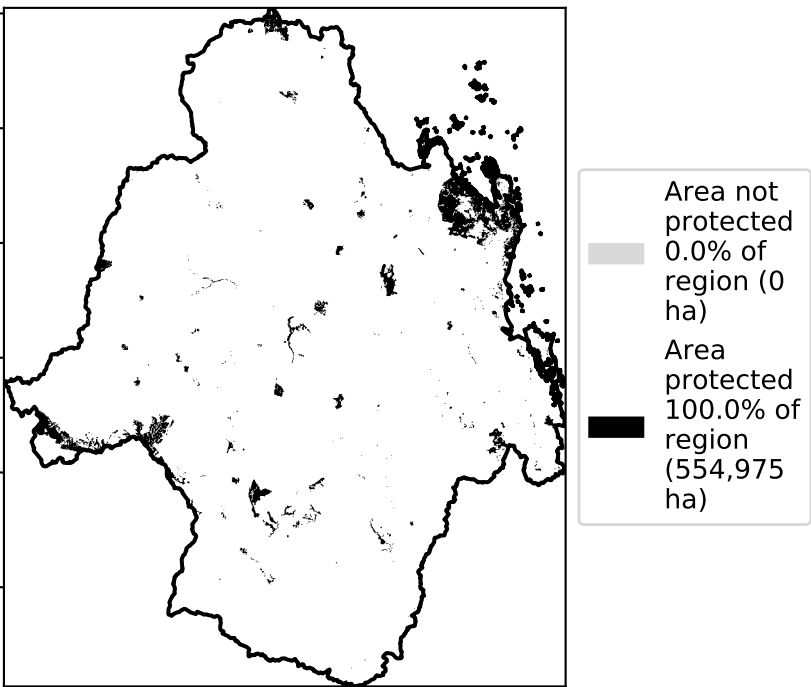 Area not
protected
0.0% of
region (0
ha)
Area
protected
100.0% of
region
(554,975
ha)